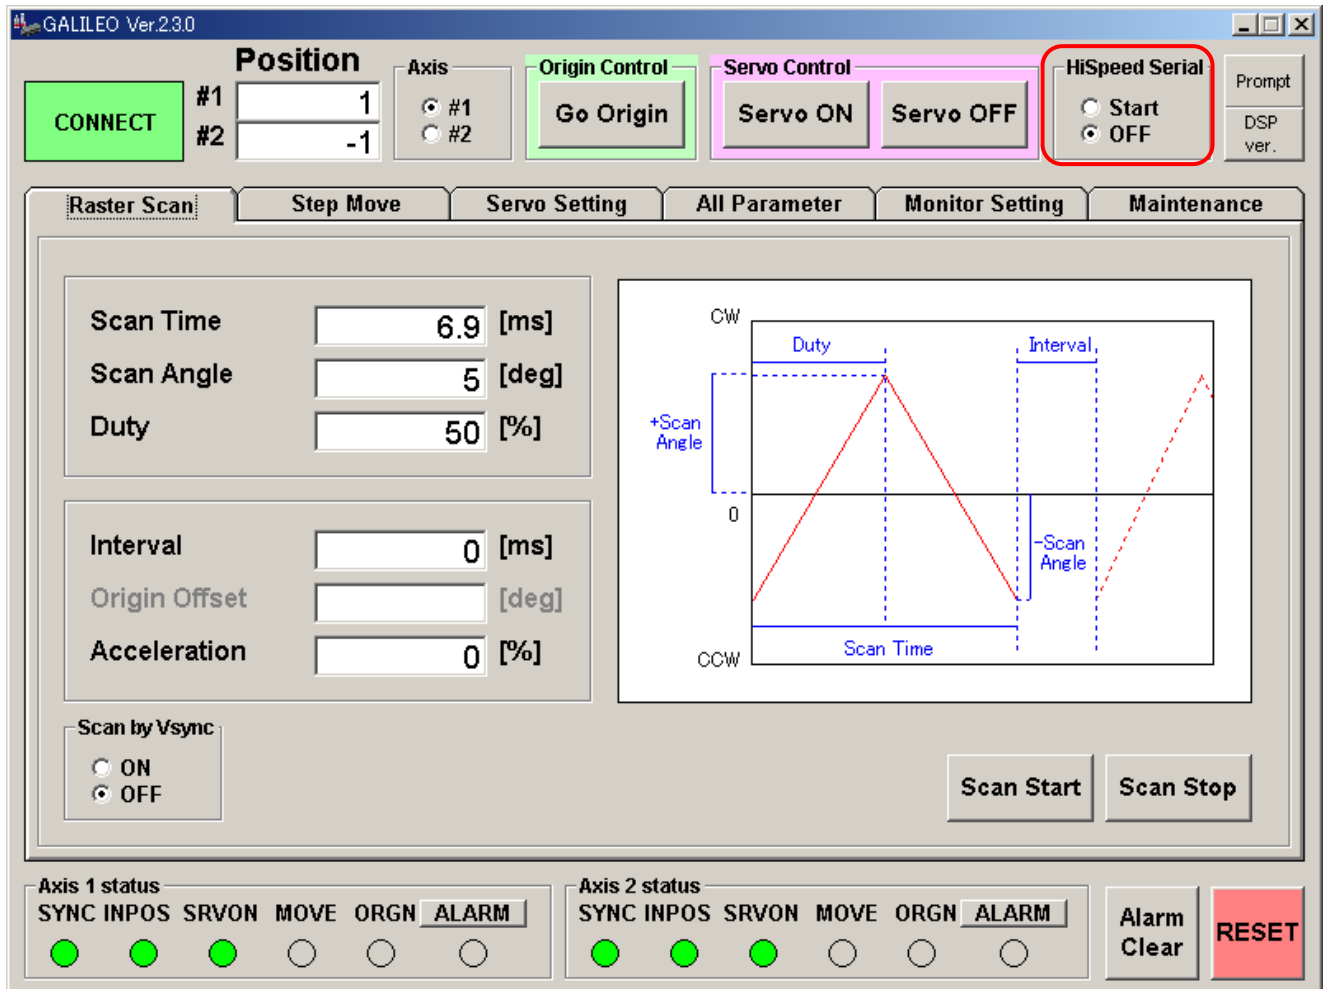 GALILEO Ver.2.3.0
Position
#1 1
#2 -1
CONNECT
Axis
#1
#2
Origin Control
Go Origin
Servo Control
Servo ON Servo OFF
HiSpeed Serial
Start
OFF
Prompt
DSP
ver.
Raster Scan Step Move Servo Setting All Parameter Monitor Setting Maintenance
Scan Time 6.9 [ms]
Scan Angle 5 [deg]
Duty 50 [%]
Interval 0 [ms]
Origin Offset [deg]
Acceleration 0 [%]
Scan by Vsync
ON
OFF
CW
Duty
Interval
+Scan
Angle
0
-Scan
Angle
Scan Time
CCW
Scan Start Scan Stop
Axis 1 status
SYNC INPOS SRVON MOVE ORGN ALARM
Axis 2 status
SYNC INPOS SRVON MOVE ORGN ALARM
Alarm
Clear
RESET